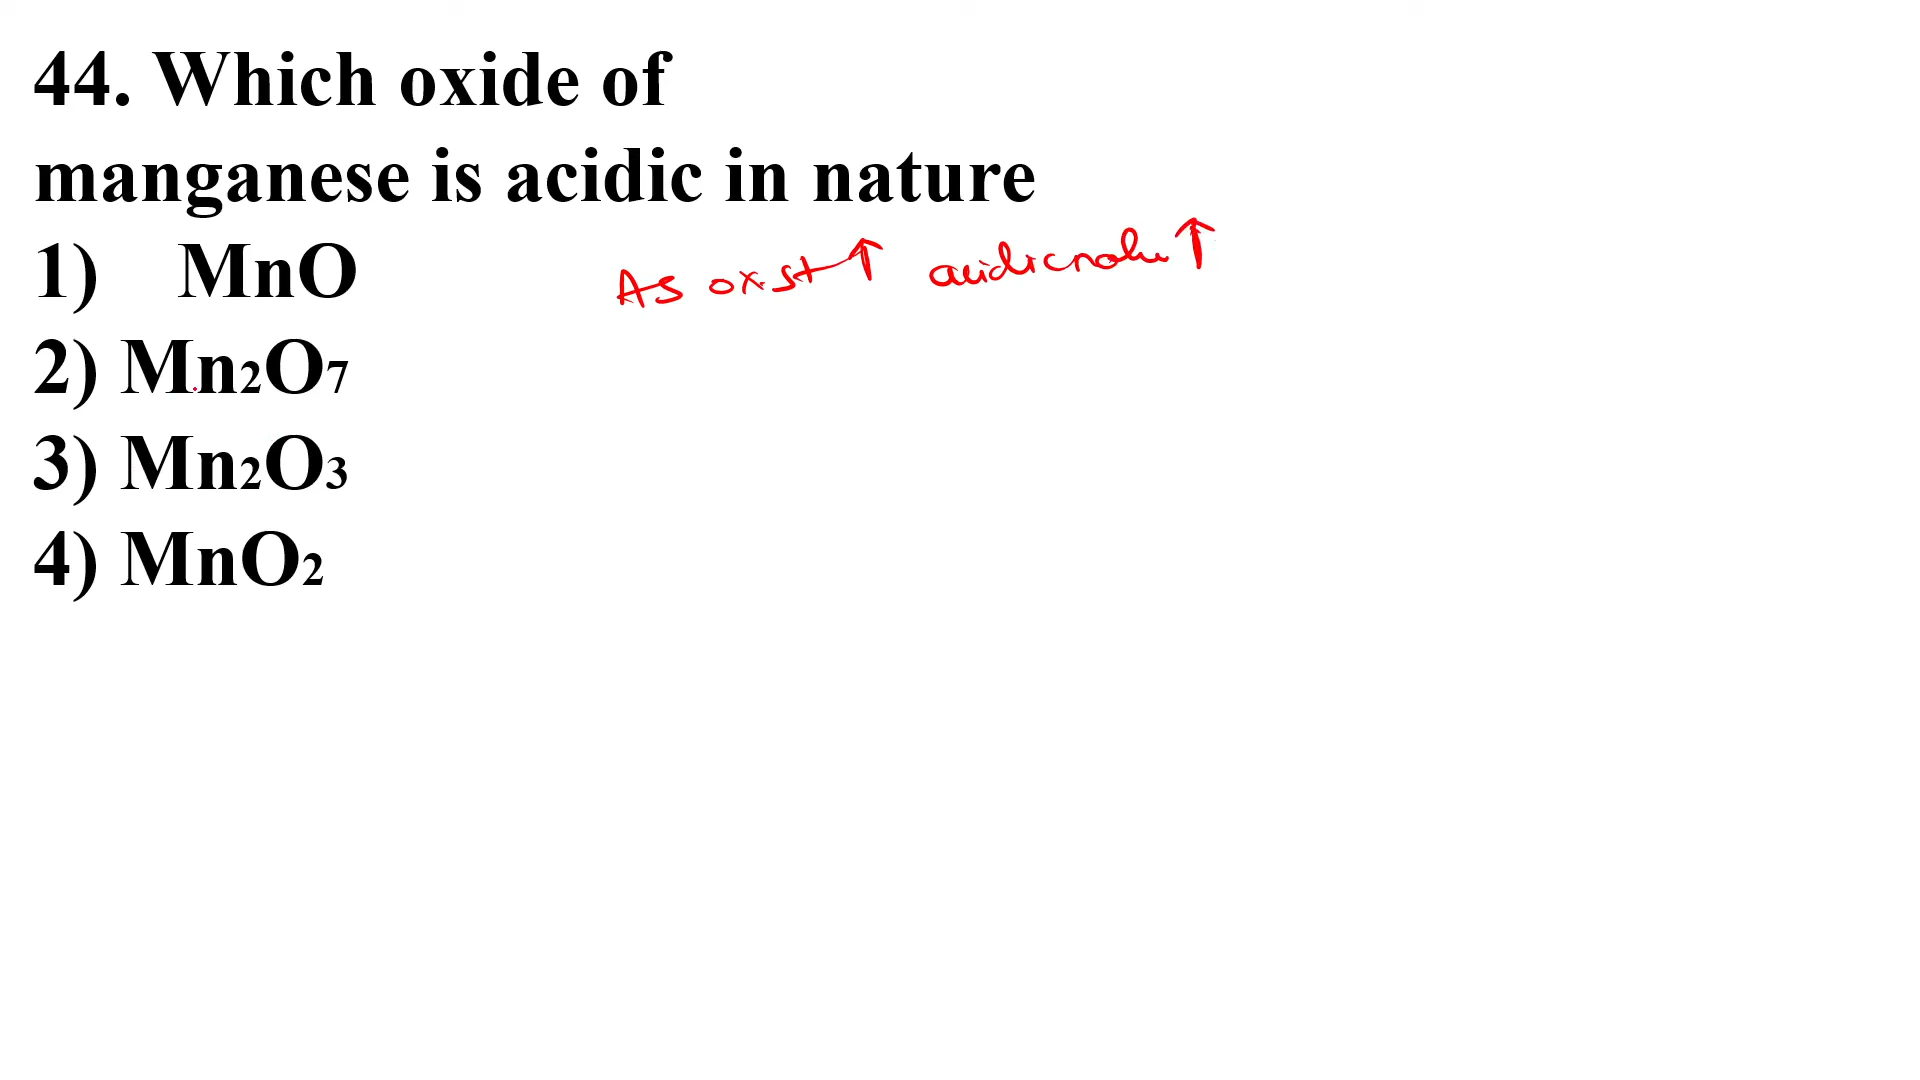 44. Which oxide of
manganese is acidic in nature
1) MnO
As ox.st ↑ acidic nature ↑
2) Mn₂O₇
3) Mn₂O₃
4) MnO₂